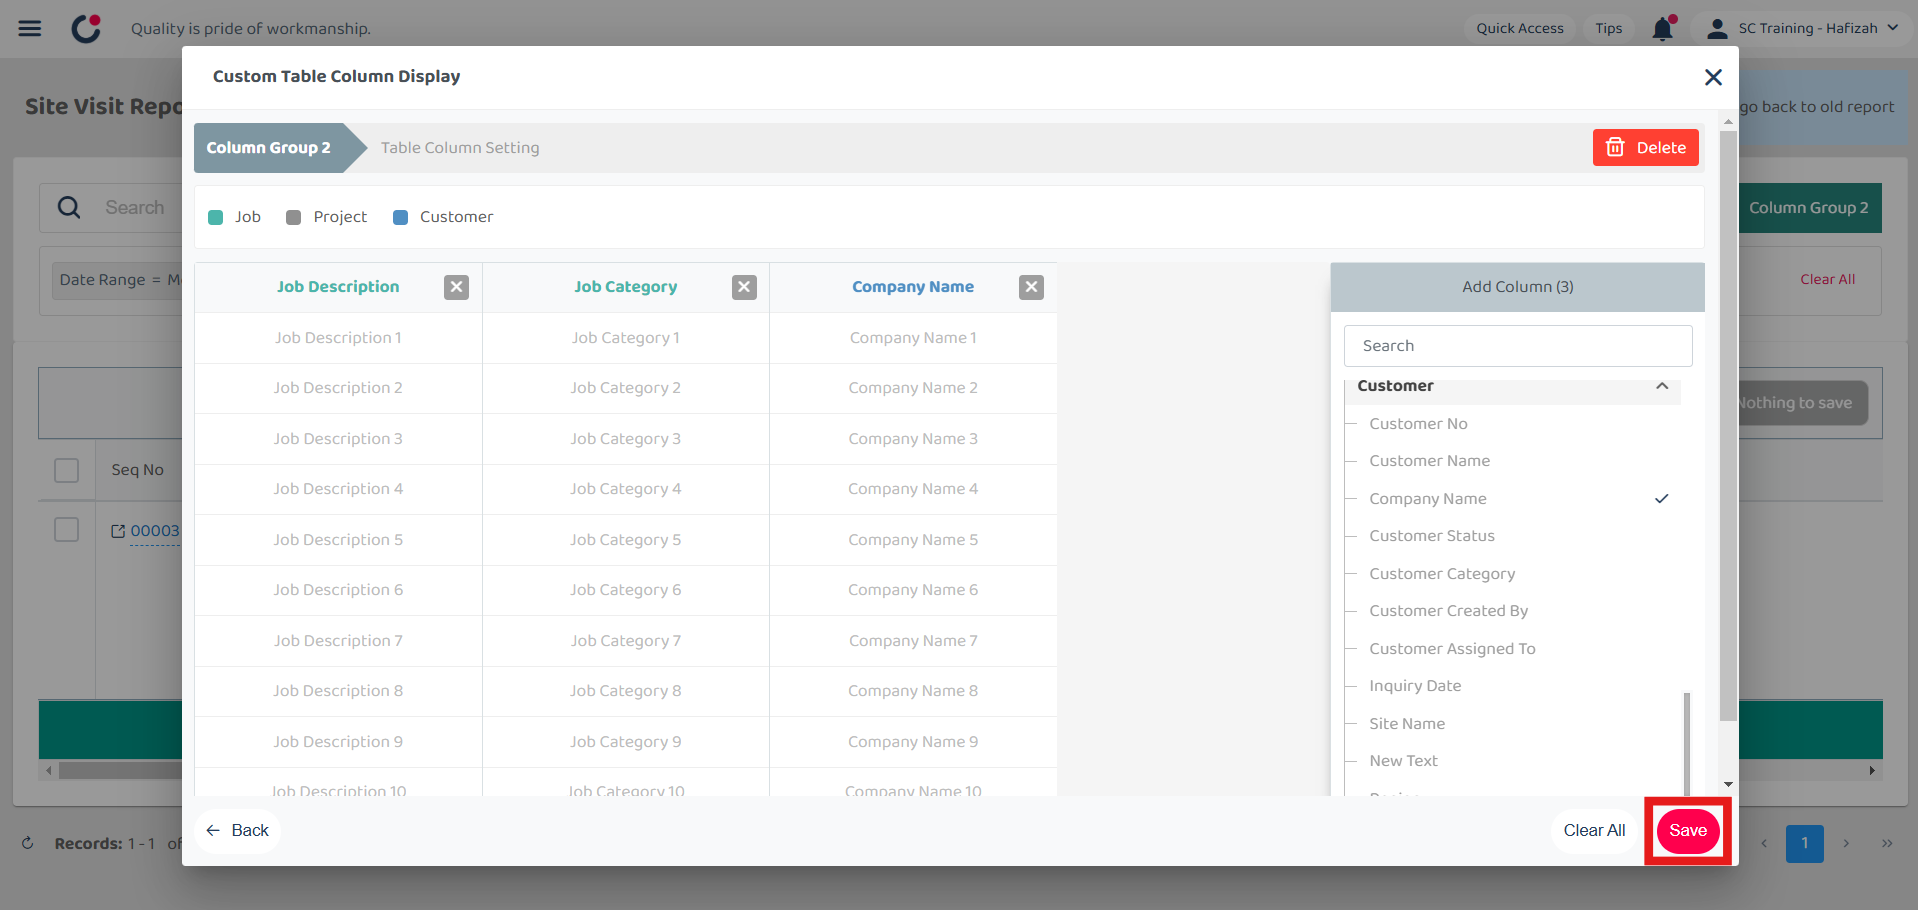 Quality is pride of workmanship.
Quick Access
Tips
SC Training - Hafizah
Custom Table Column Display
Site Visit
go back to old report
Column Group 2
Table Column Setting
Delete
Search
Job
Project
Customer
Column Group 2
Date Range =
Clear All
Job Description
Job Category
Company Name
Add Column (3)
Job Description 1
Job Category 1
Company Name 1
Search
Job Description 2
Job Category 2
Company Name 2
Customer
Nothing to save
Job Description 3
Job Category 3
Company Name 3
Customer No
Seq No
Job Description 4
Job Category 4
Company Name 4
Customer Name
Company Name
00003
Job Description 5
Job Category 5
Company Name 5
Customer Status
Job Description 6
Job Category 6
Company Name 6
Customer Category
Customer Created By
Job Description 7
Job Category 7
Company Name 7
Customer Assigned To
Job Description 8
Job Category 8
Company Name 8
Inquiry Date
Site Name
Job Description 9
Job Category 9
Company Name 9
New Text
Job Description 10
Job Category 10
Company Name 10
Back
Clear All
Save
Records: 1 - 1 of
1